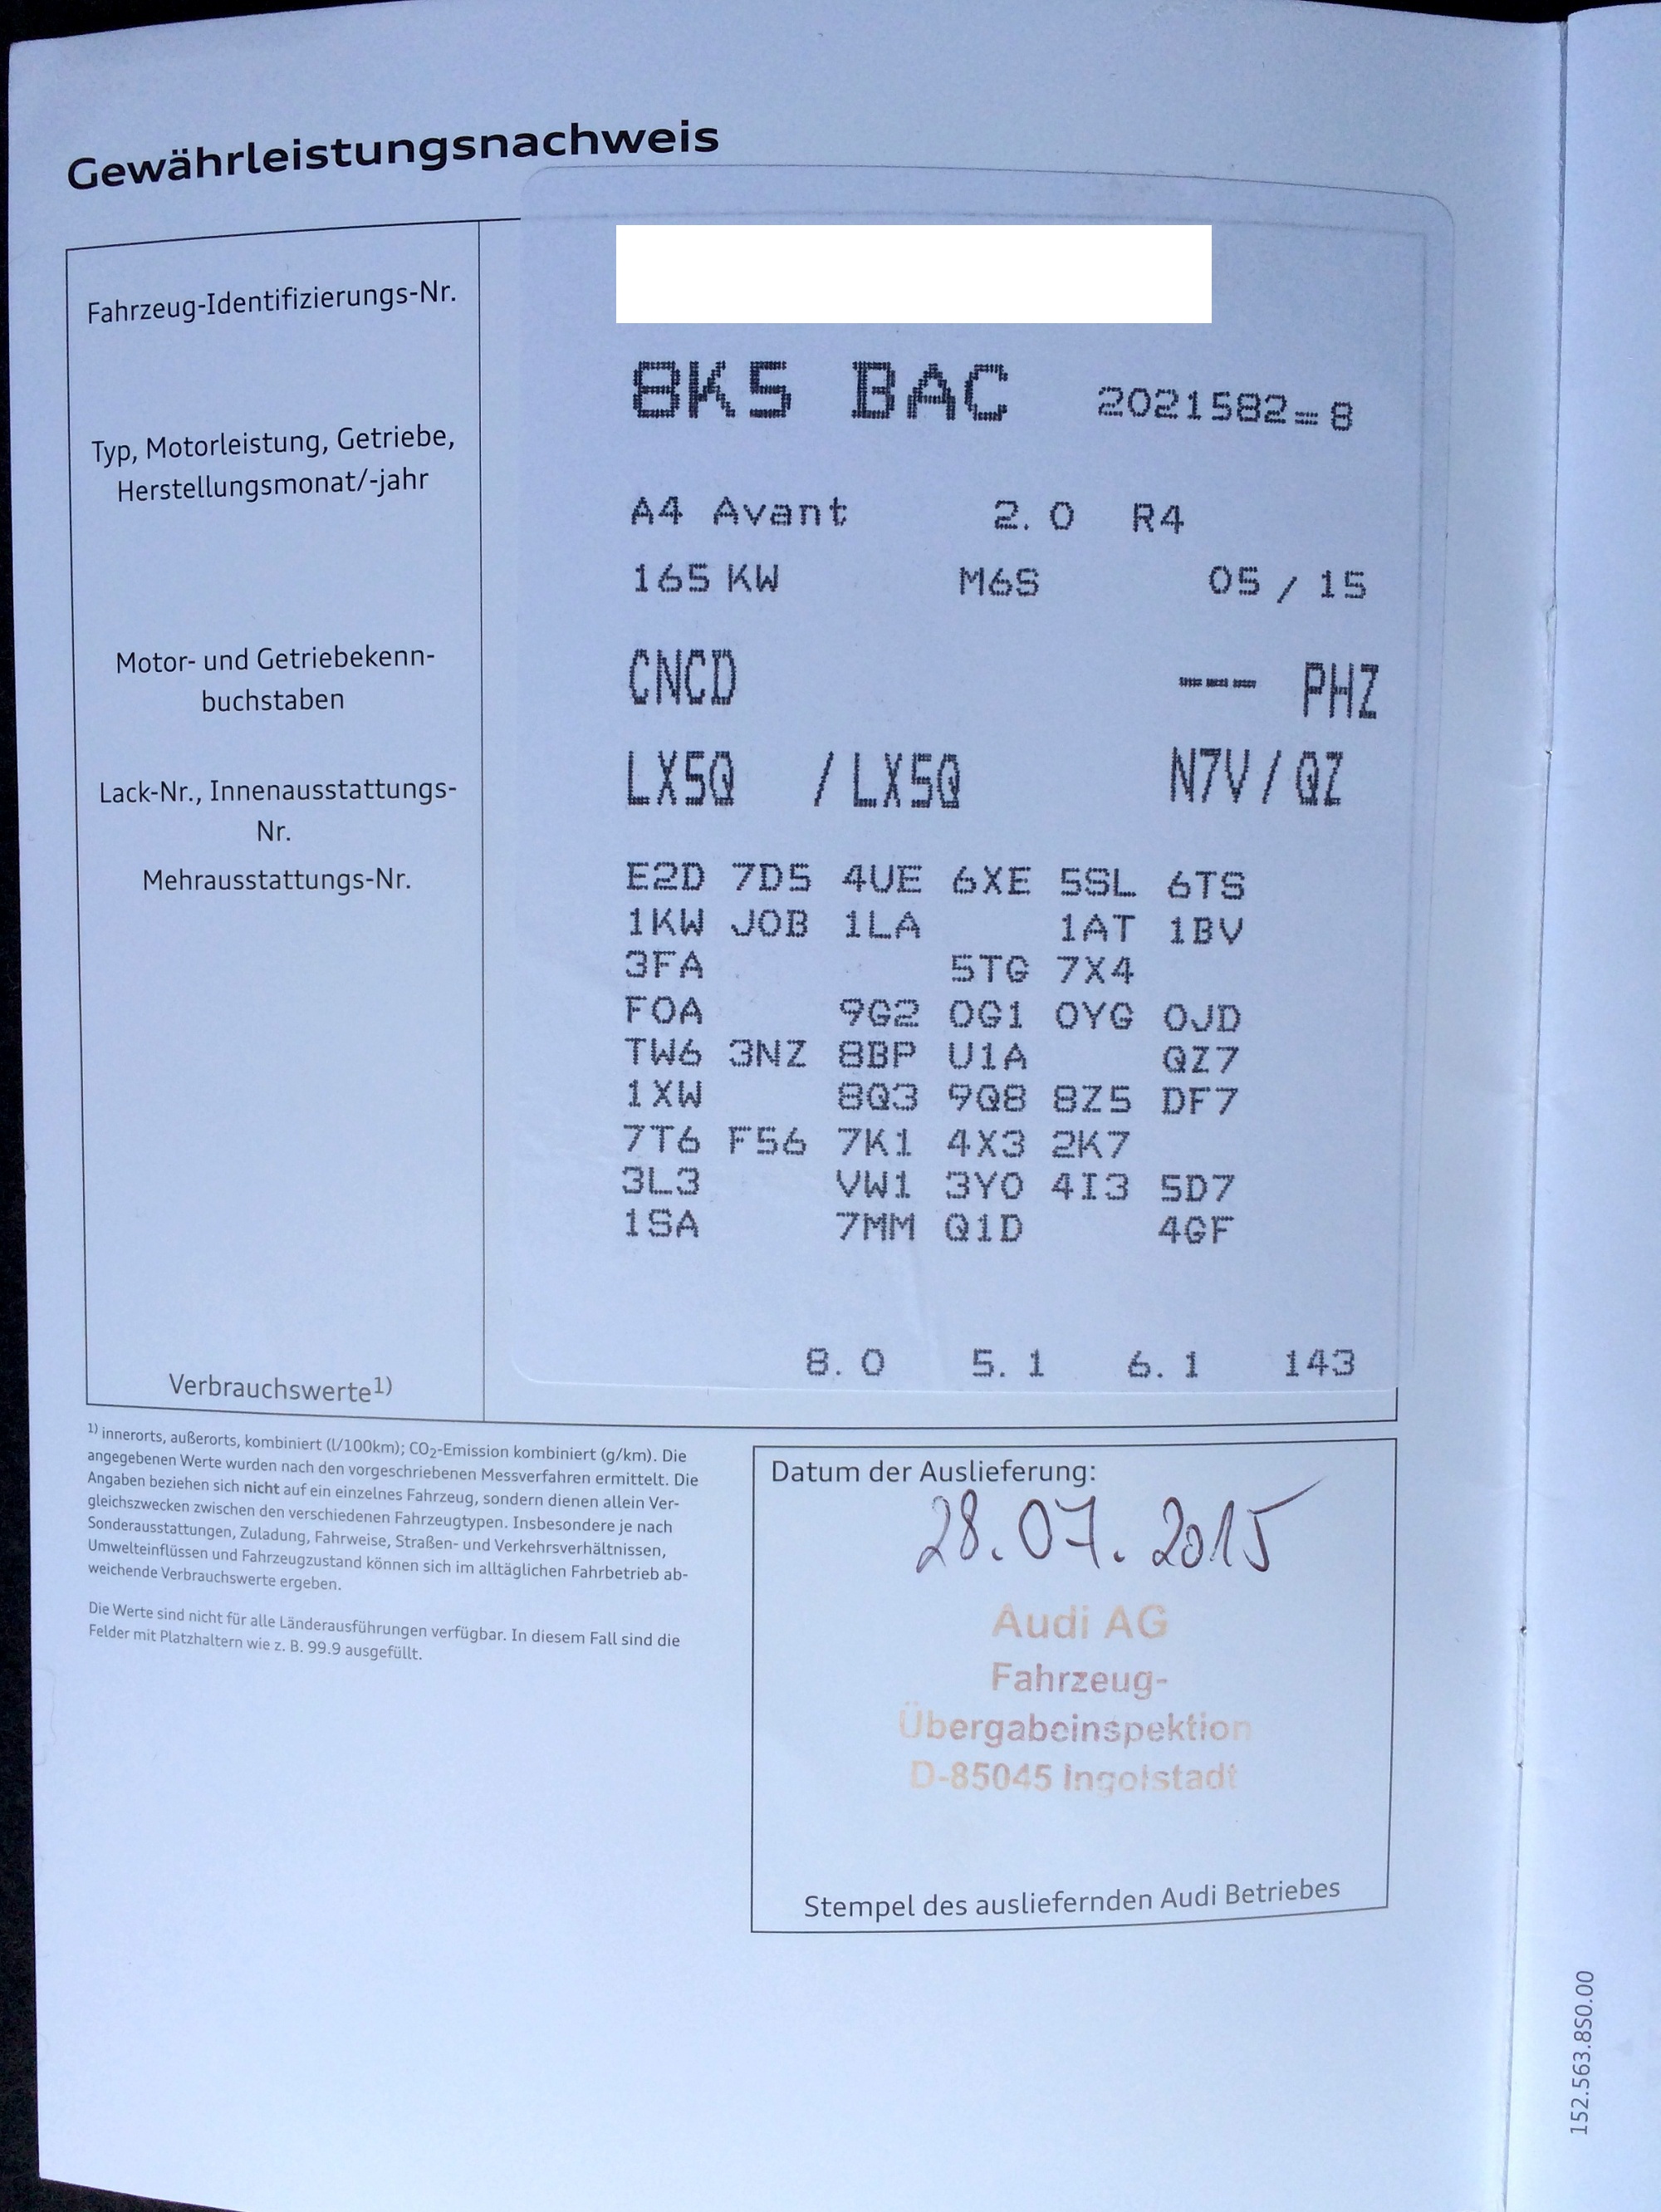 Gewährleistungsnachweis
Fahrzeug-Identifizierungs-Nr.
Typ, Motorleistung, Getriebe,
Herstellungsmonat/-jahr
8K5 BAC 2021582=8
A4 Avant 2.0 R4
165 KW M6S 05 / 15
Motor- und Getriebekenn-
buchstaben
CNCD --- PHZ
Lack-Nr., Innenausstattungs-
Nr.
LX5Q / LX5Q N7V / QZ
Mehrausstattungs-Nr.
E2D 7D5 4UE 6XE 5SL 6TS
1KW J0B 1LA 1AT 1BV
3FA 5TG 7X4
F0A 9G2 0G1 0YG 0JD
TW6 3NZ 8BP U1A QZ7
1XW 8Q3 9Q8 8Z5 DF7
7T6 F56 7K1 4X3 2K7
3L3 VW1 3Y0 4I3 5D7
1SA 7MM Q1D 4GF
Verbrauchswerte1)
8.0 5.1 6.1 143
1) innerorts, außerorts, kombiniert (l/100km); CO2-Emission kombiniert (g/km). Die
angegebenen Werte wurden nach den vorgeschriebenen Messverfahren ermittelt. Die
Angaben beziehen sich nicht auf ein einzelnes Fahrzeug, sondern dienen allein Ver-
gleichszwecken zwischen den verschiedenen Fahrzeugtypen. Insbesondere je nach
Sonderausstattungen, Zuladung, Fahrweise, Straßen- und Verkehrsverhältnissen,
Umwelteinflüssen und Fahrzeugzustand können sich im alltäglichen Fahrbetrieb ab-
weichende Verbrauchswerte ergeben.
Die Werte sind nicht für alle Länderausführungen verfügbar. In diesem Fall sind die
Felder mit Platzhaltern wie z. B. 99.9 ausgefüllt.
Datum der Auslieferung:
28.07.2015
Audi AG
Fahrzeug-
Übergabeinspektion
D-85045 Ingolstadt
Stempel des ausliefernden Audi Betriebes
152.563.8S0.00